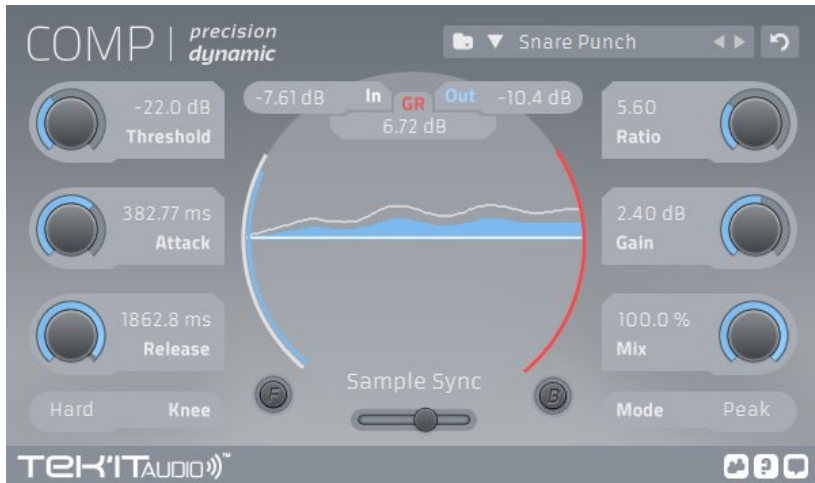 COMP | precision dynamic
Snare Punch
-7.61 dB In GR Out -10.4 dB
6.72 dB
-22.0 dB
Threshold
382.77 ms
Attack
1862.8 ms
Release
Hard Knee
5.60
Ratio
2.40 dB
Gain
100.0 %
Mix
Mode Peak
Sample Sync
F
B
TEK'IT AUDIO™
?